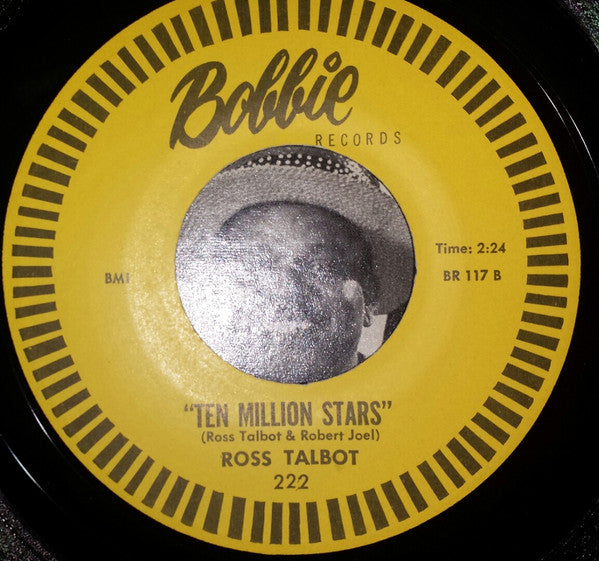 Bobbie
RECORDS
Time: 2:24
BMI
BR 117 B
"TEN MILLION STARS"
(Ross Talbot & Robert Joel)
ROSS TALBOT
222